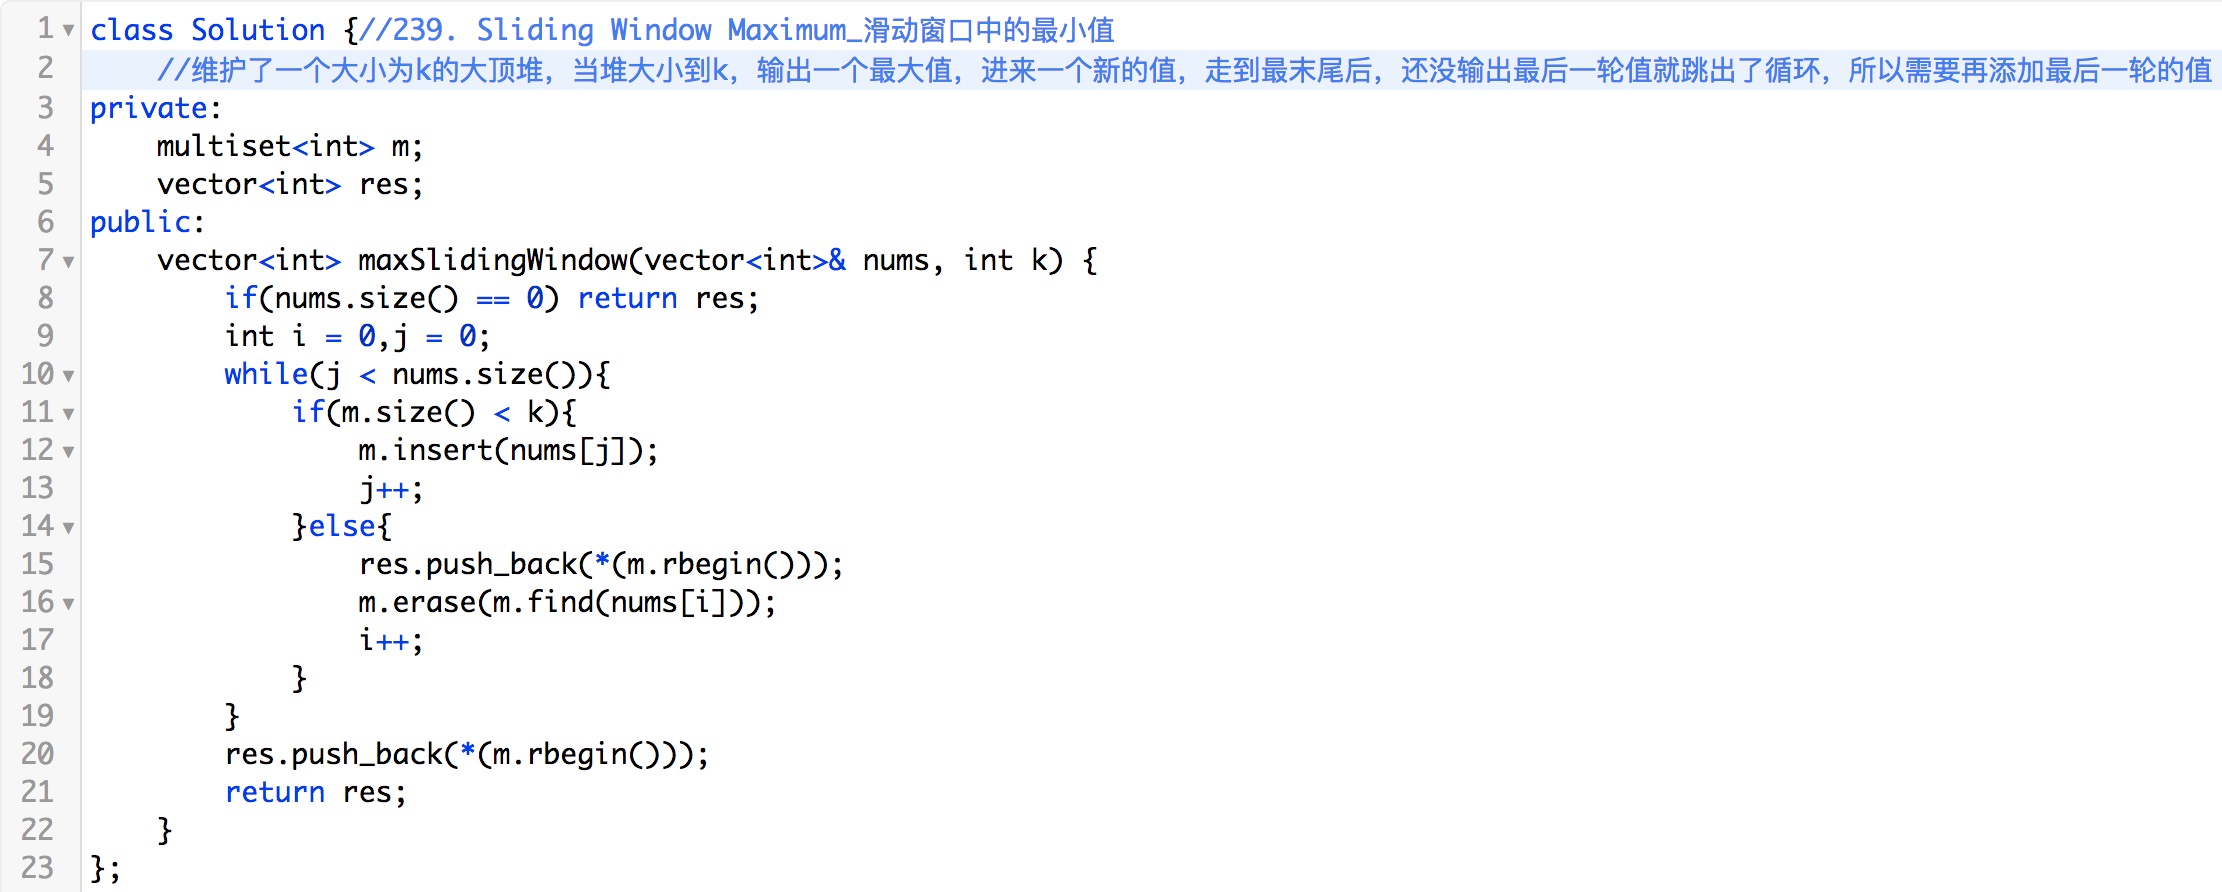 1 class Solution {//239. Sliding Window Maximum_滑动窗口中的最小值
2     //维护了一个大小为k的大顶堆，当堆大小到k，输出一个最大值，进来一个新的值，走到最末尾后，还没输出最后一轮值就跳出了循环，所以需要再添加最后一轮的值
3 private:
4     multiset<int> m;
5     vector<int> res;
6 public:
7     vector<int> maxSlidingWindow(vector<int>& nums, int k) {
8         if(nums.size() == 0) return res;
9         int i = 0,j = 0;
10         while(j < nums.size()){
11             if(m.size() < k){
12                 m.insert(nums[j]);
13                 j++;
14             }else{
15                 res.push_back(*(m.rbegin()));
16                 m.erase(m.find(nums[i]));
17                 i++;
18             }
19         }
20         res.push_back(*(m.rbegin()));
21         return res;
22     }
23 };